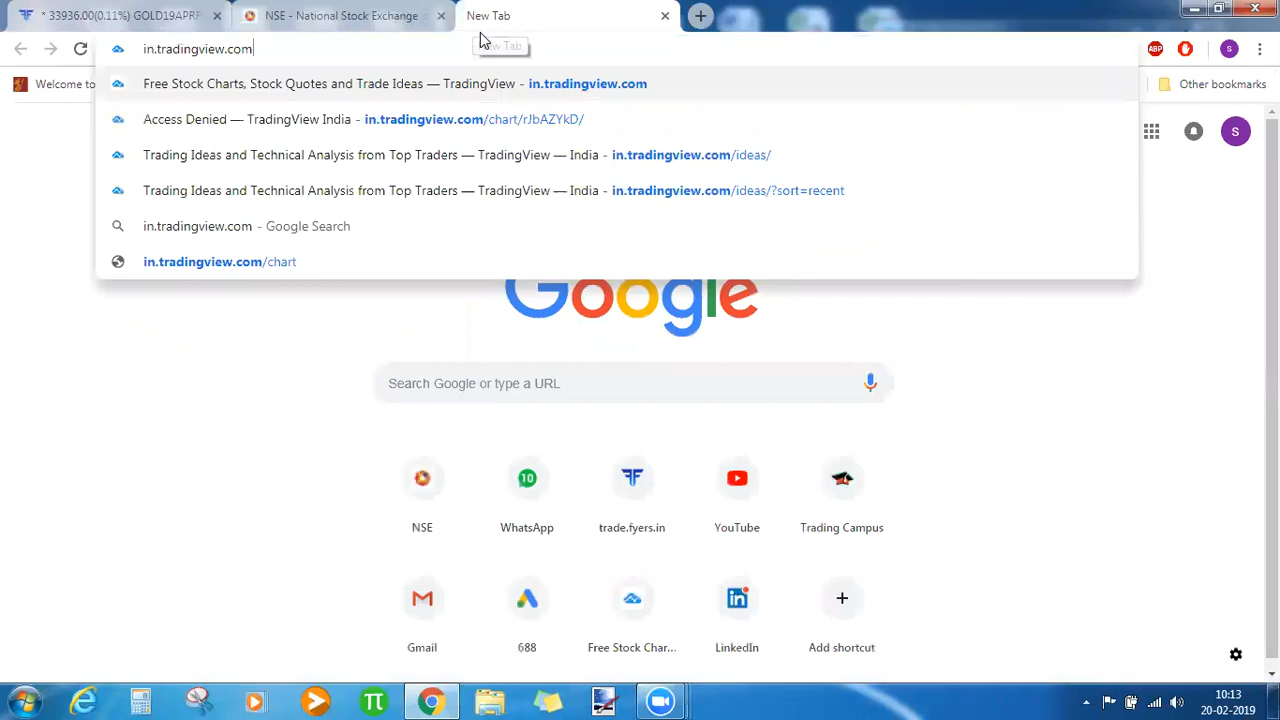 * 33936.00(0.11%) GOLD19APRF
NSE - National Stock Exchange
New Tab
in.tradingview.com
New Tab
ABP
S
Free Stock Charts, Stock Quotes and Trade Ideas — TradingView - in.tradingview.com
Welcome to
Other bookmarks
Access Denied — TradingView India - in.tradingview.com/chart/rJbAZYkD/
S
Trading Ideas and Technical Analysis from Top Traders — TradingView — India - in.tradingview.com/ideas/
Trading Ideas and Technical Analysis from Top Traders — TradingView — India - in.tradingview.com/ideas/?sort=recent
in.tradingview.com - Google Search
in.tradingview.com/chart
Google
Search Google or type a URL
10
NSE
WhatsApp
trade.fyers.in
YouTube
Trading Campus
Gmail
688
Free Stock Char...
LinkedIn
Add shortcut
10:13
20-02-2019